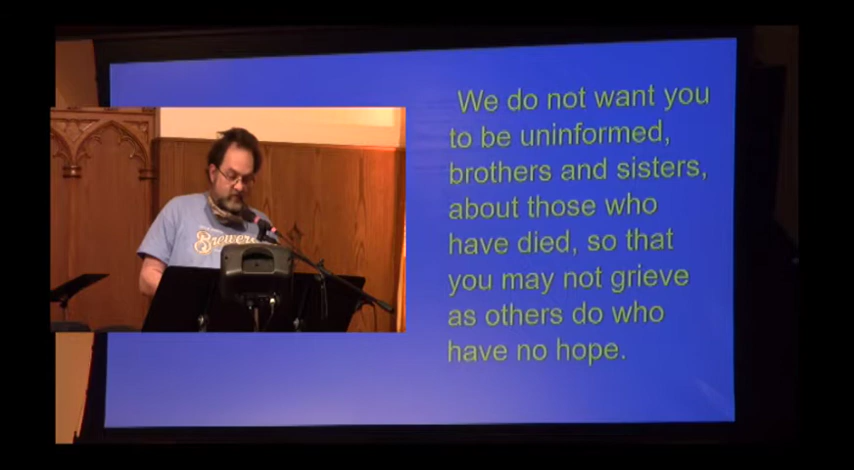 We do not want you
to be uninformed,
brothers and sisters,
about those who
have died, so that
you may not grieve
as others do who
have no hope.
Brewers